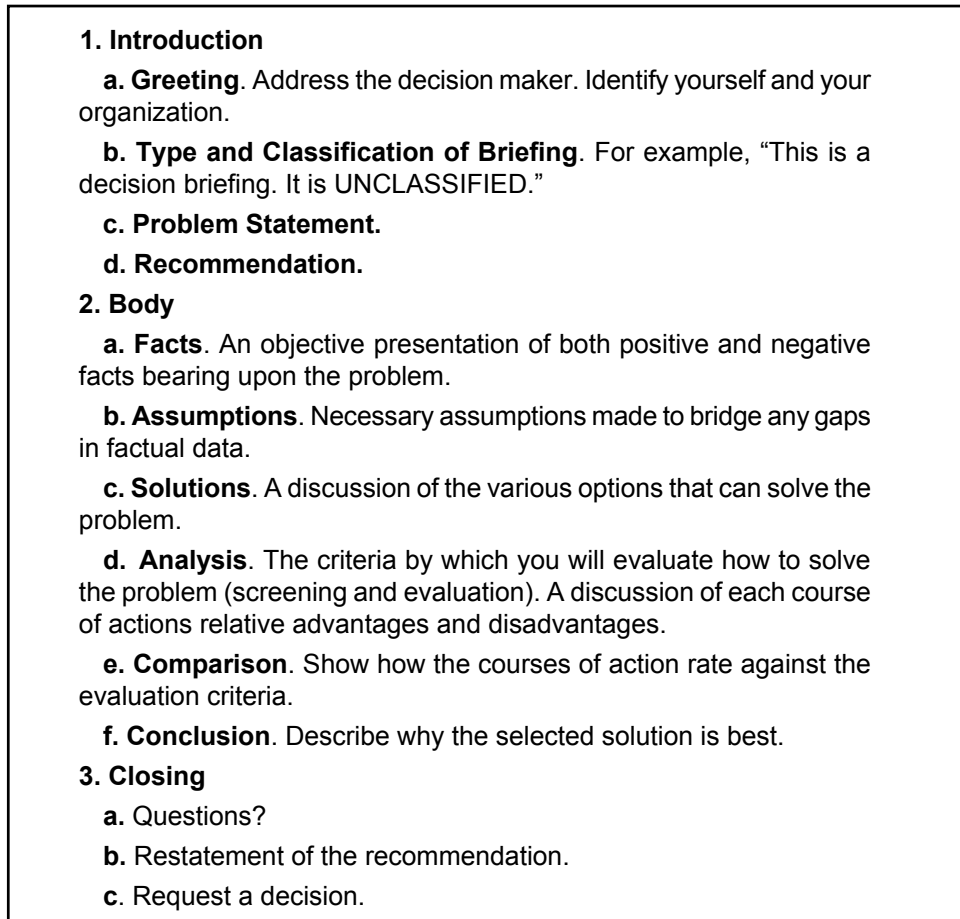 1. Introduction
a. Greeting. Address the decision maker. Identify yourself and your
organization.
b. Type and Classification of Briefing. For example, “This is a
decision briefing. It is UNCLASSIFIED.”
c. Problem Statement.
d. Recommendation.
2. Body
a. Facts. An objective presentation of both positive and negative
facts bearing upon the problem.
b. Assumptions. Necessary assumptions made to bridge any gaps
in factual data.
c. Solutions. A discussion of the various options that can solve the
problem.
d. Analysis. The criteria by which you will evaluate how to solve
the problem (screening and evaluation). A discussion of each course
of actions relative advantages and disadvantages.
e. Comparison. Show how the courses of action rate against the
evaluation criteria.
f. Conclusion. Describe why the selected solution is best.
3. Closing
a. Questions?
b. Restatement of the recommendation.
c. Request a decision.